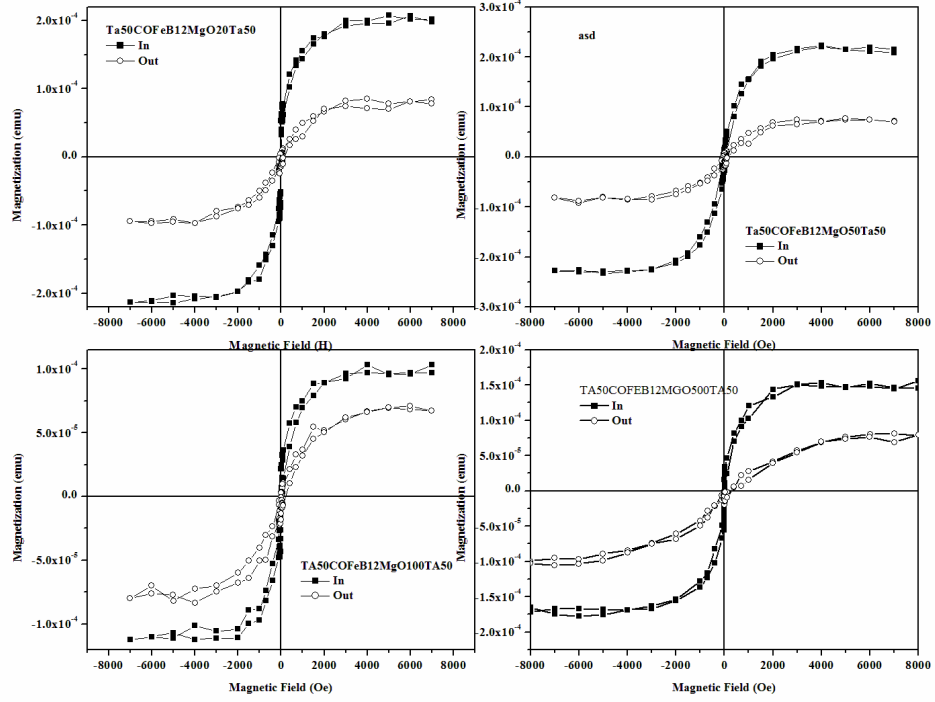 Ta50COFeB12MgO20Ta50
In
Out
2.0x10⁻⁴
1.0x10⁻⁴
0.0
-1.0x10⁻⁴
-2.0x10⁻⁴
Magnetization (emu)
-8000 -6000 -4000 -2000 0 2000 4000 6000 8000
Magnetic Field (H)
asd
3.0x10⁻⁴
2.0x10⁻⁴
1.0x10⁻⁴
0.0
-1.0x10⁻⁴
-2.0x10⁻⁴
-3.0x10⁻⁴
Magnetization (emu)
Ta50COFeB12MgO50Ta50
In
Out
-8000 -6000 -4000 -2000 0 2000 4000 6000 8000
Magnetic Field (Oe)
1.0x10⁻⁴
5.0x10⁻⁵
0.0
-5.0x10⁻⁵
-1.0x10⁻⁴
Magnetization (emu)
TA50COFeB12MgO100TA50
In
Out
-8000 -6000 -4000 -2000 0 2000 4000 6000 8000
Magnetic Field (Oe)
2.0x10⁻⁴
1.5x10⁻⁴
1.0x10⁻⁴
5.0x10⁻⁵
0.0
-5.0x10⁻⁵
-1.0x10⁻⁴
-1.5x10⁻⁴
-2.0x10⁻⁴
Magnetization (emu)
TA50COFEB12MGO500TA50
In
Out
-8000 -6000 -4000 -2000 0 2000 4000 6000 8000
Magnetic Field (Oe)